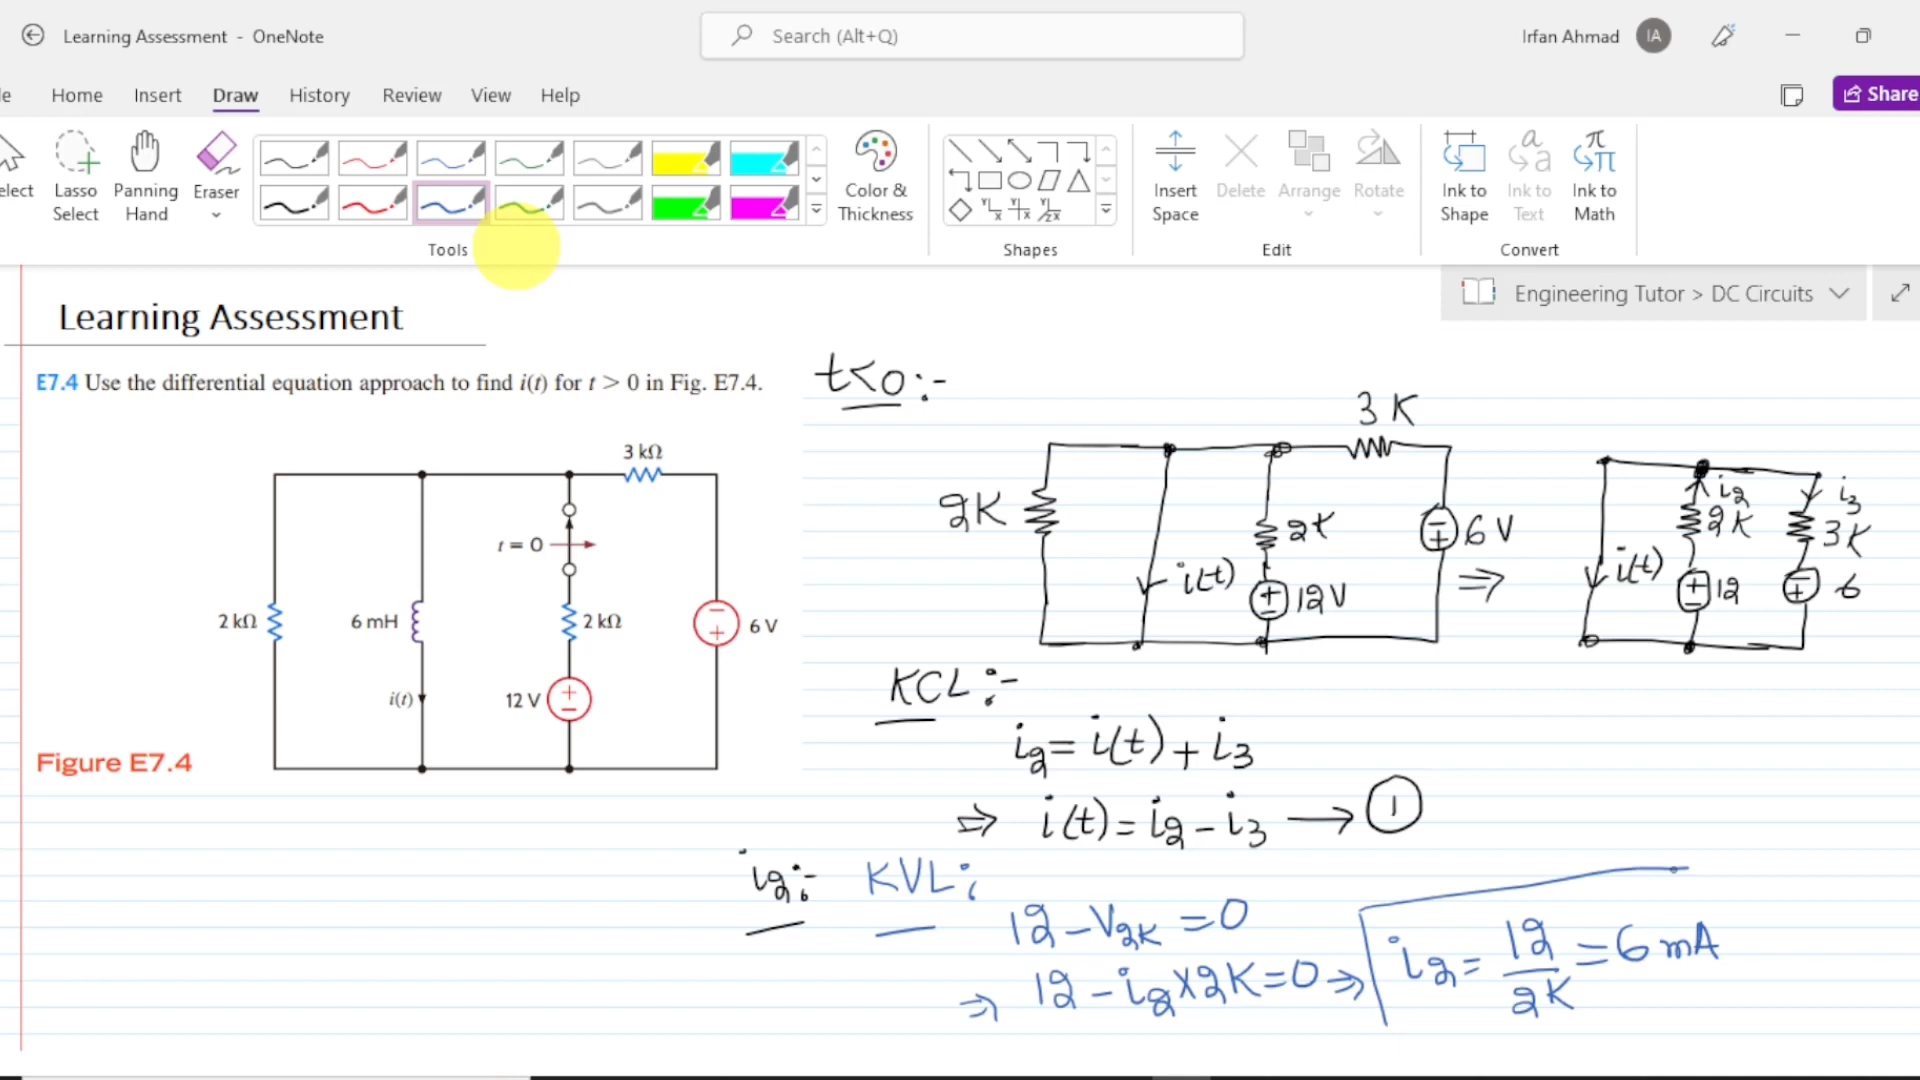 Learning Assessment - OneNote
Search (Alt+Q)
Irfan Ahmad
IA
le
Home
Insert
Draw
History
Review
View
Help
Share
elect
Lasso Select
Panning Hand
Eraser
Color & Thickness
Insert Space
Delete
Arrange
Rotate
Ink to Shape
Ink to Text
Ink to Math
Tools
Shapes
Edit
Convert
Engineering Tutor > DC Circuits
Learning Assessment
E7.4 Use the differential equation approach to find i(t) for t > 0 in Fig. E7.4.
3 kΩ
t = 0
2 kΩ
6 mH
2 kΩ
6 V
i(t)
12 V
Figure E7.4
t<0:-
3 K
2K
2K
6 V
i(t)
12V
⇒
i2
i3
2K
3K
i(t)
12
6
KCL:-
i2 = i(t) + i3
⇒ i(t) = i2 - i3 → 1
i2:- KVL:
12 - V2K = 0
⇒ 12 - i2 x 2K = 0 ⇒ i2 = 12/2K = 6 mA